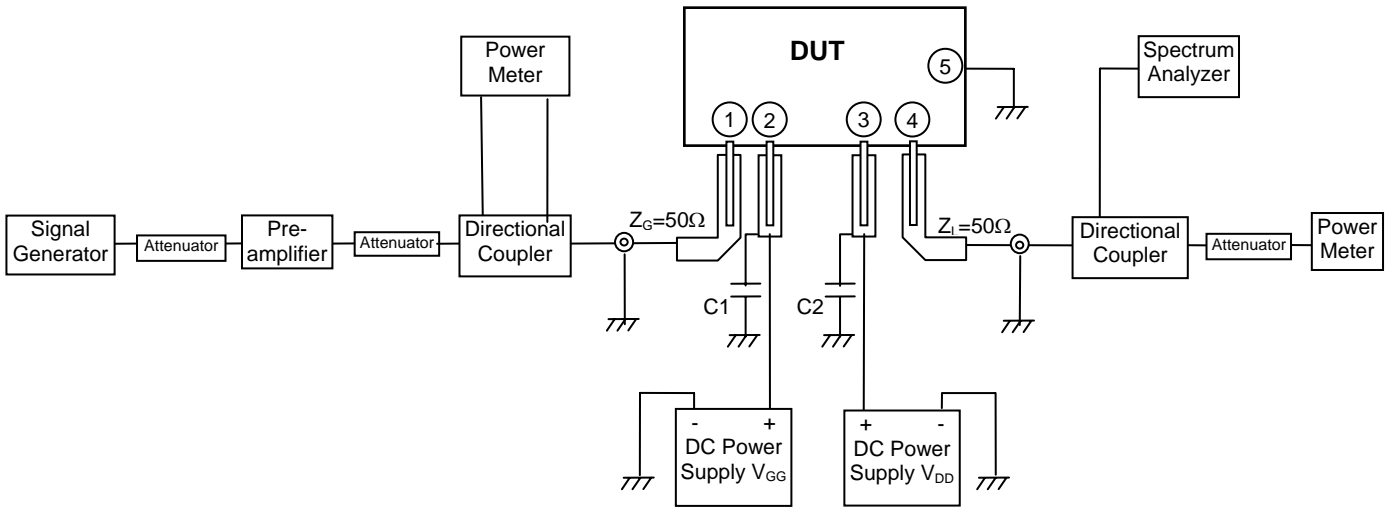 Power
Meter
DUT
5
Spectrum
Analyzer
1
2
3
4
Signal
Generator
Attenuator
Pre-
amplifier
Attenuator
Directional
Coupler
ZG=50Ω
ZL=50Ω
Directional
Coupler
Attenuator
Power
Meter
C1
C2
- +
DC Power
Supply VGG
+ -
DC Power
Supply VDD